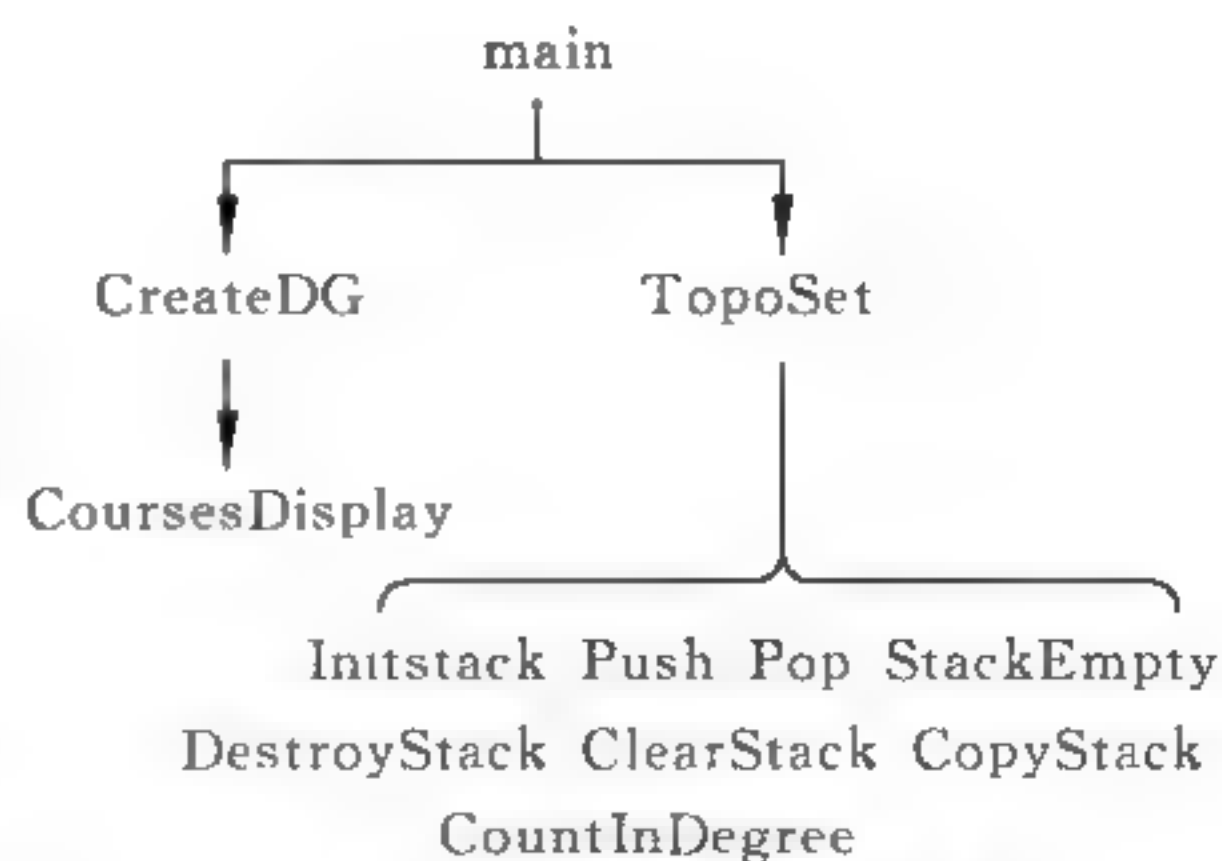 main
CreateDG TopoSet
CoursesDisplay
Initstack Push Pop StackEmpty
DestroyStack ClearStack CopyStack
CountInDegree